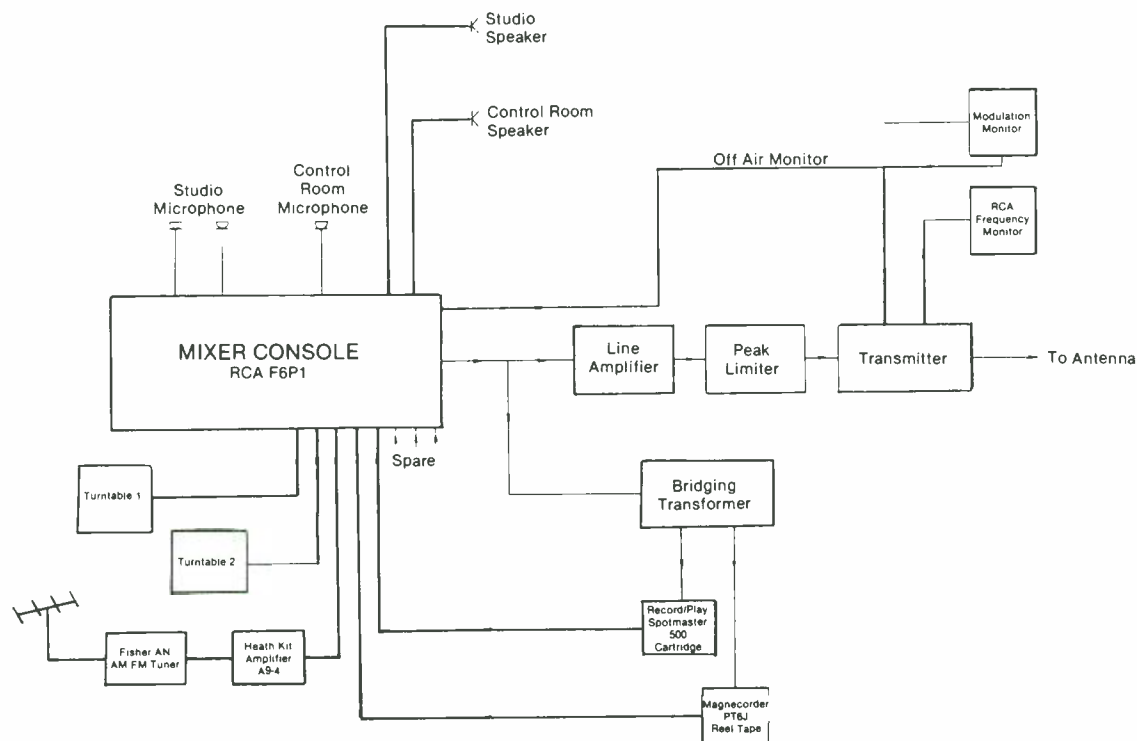 Studio
Speaker
Control Room
Speaker
Modulation
Monitor
Off Air Monitor
Studio
Microphone
Control
Room
Microphone
RCA
Frequency
Monitor
MIXER CONSOLE
RCA F6P1
Line
Amplifier
Peak
Limiter
Transmitter
To Antenna
Spare
Turntable 1
Bridging
Transformer
Turntable 2
Record/Play
Spotmaster
500
Cartridge
Fisher AN
AM FM Tuner
Heath Kit
Amplifier
A9-4
Magnecorder
PT6J
Reel Tape